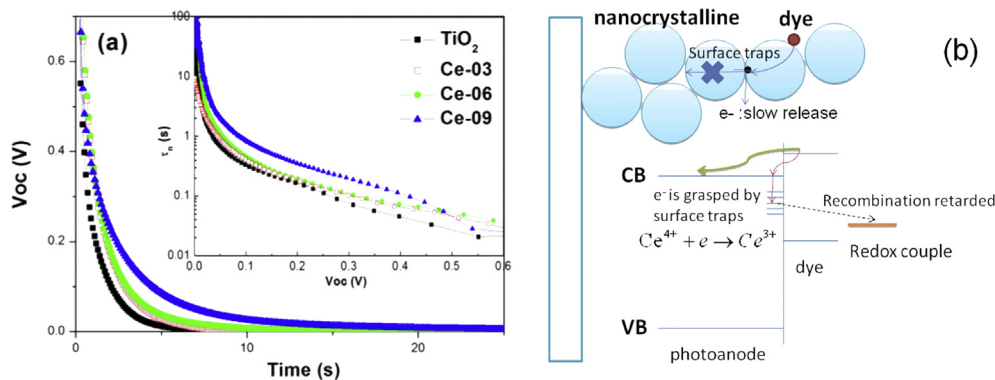 (a)
TiO₂
Ce-03
Ce-06
Ce-09
Voc (V)
0.6
0.4
0.2
0.0
0
5
10
15
20
Time (s)
τn (s)
100
10
1
0.1
0.01
0.0
0.1
0.2
0.3
0.4
0.5
0.6
Voc (V)
(b)
nanocrystalline
dye
Surface traps
e- :slow release
CB
e⁻ is grasped by
surface traps
Ce⁴⁺ + e → Ce³⁺
Recombination retarded
Redox couple
dye
VB
photoanode